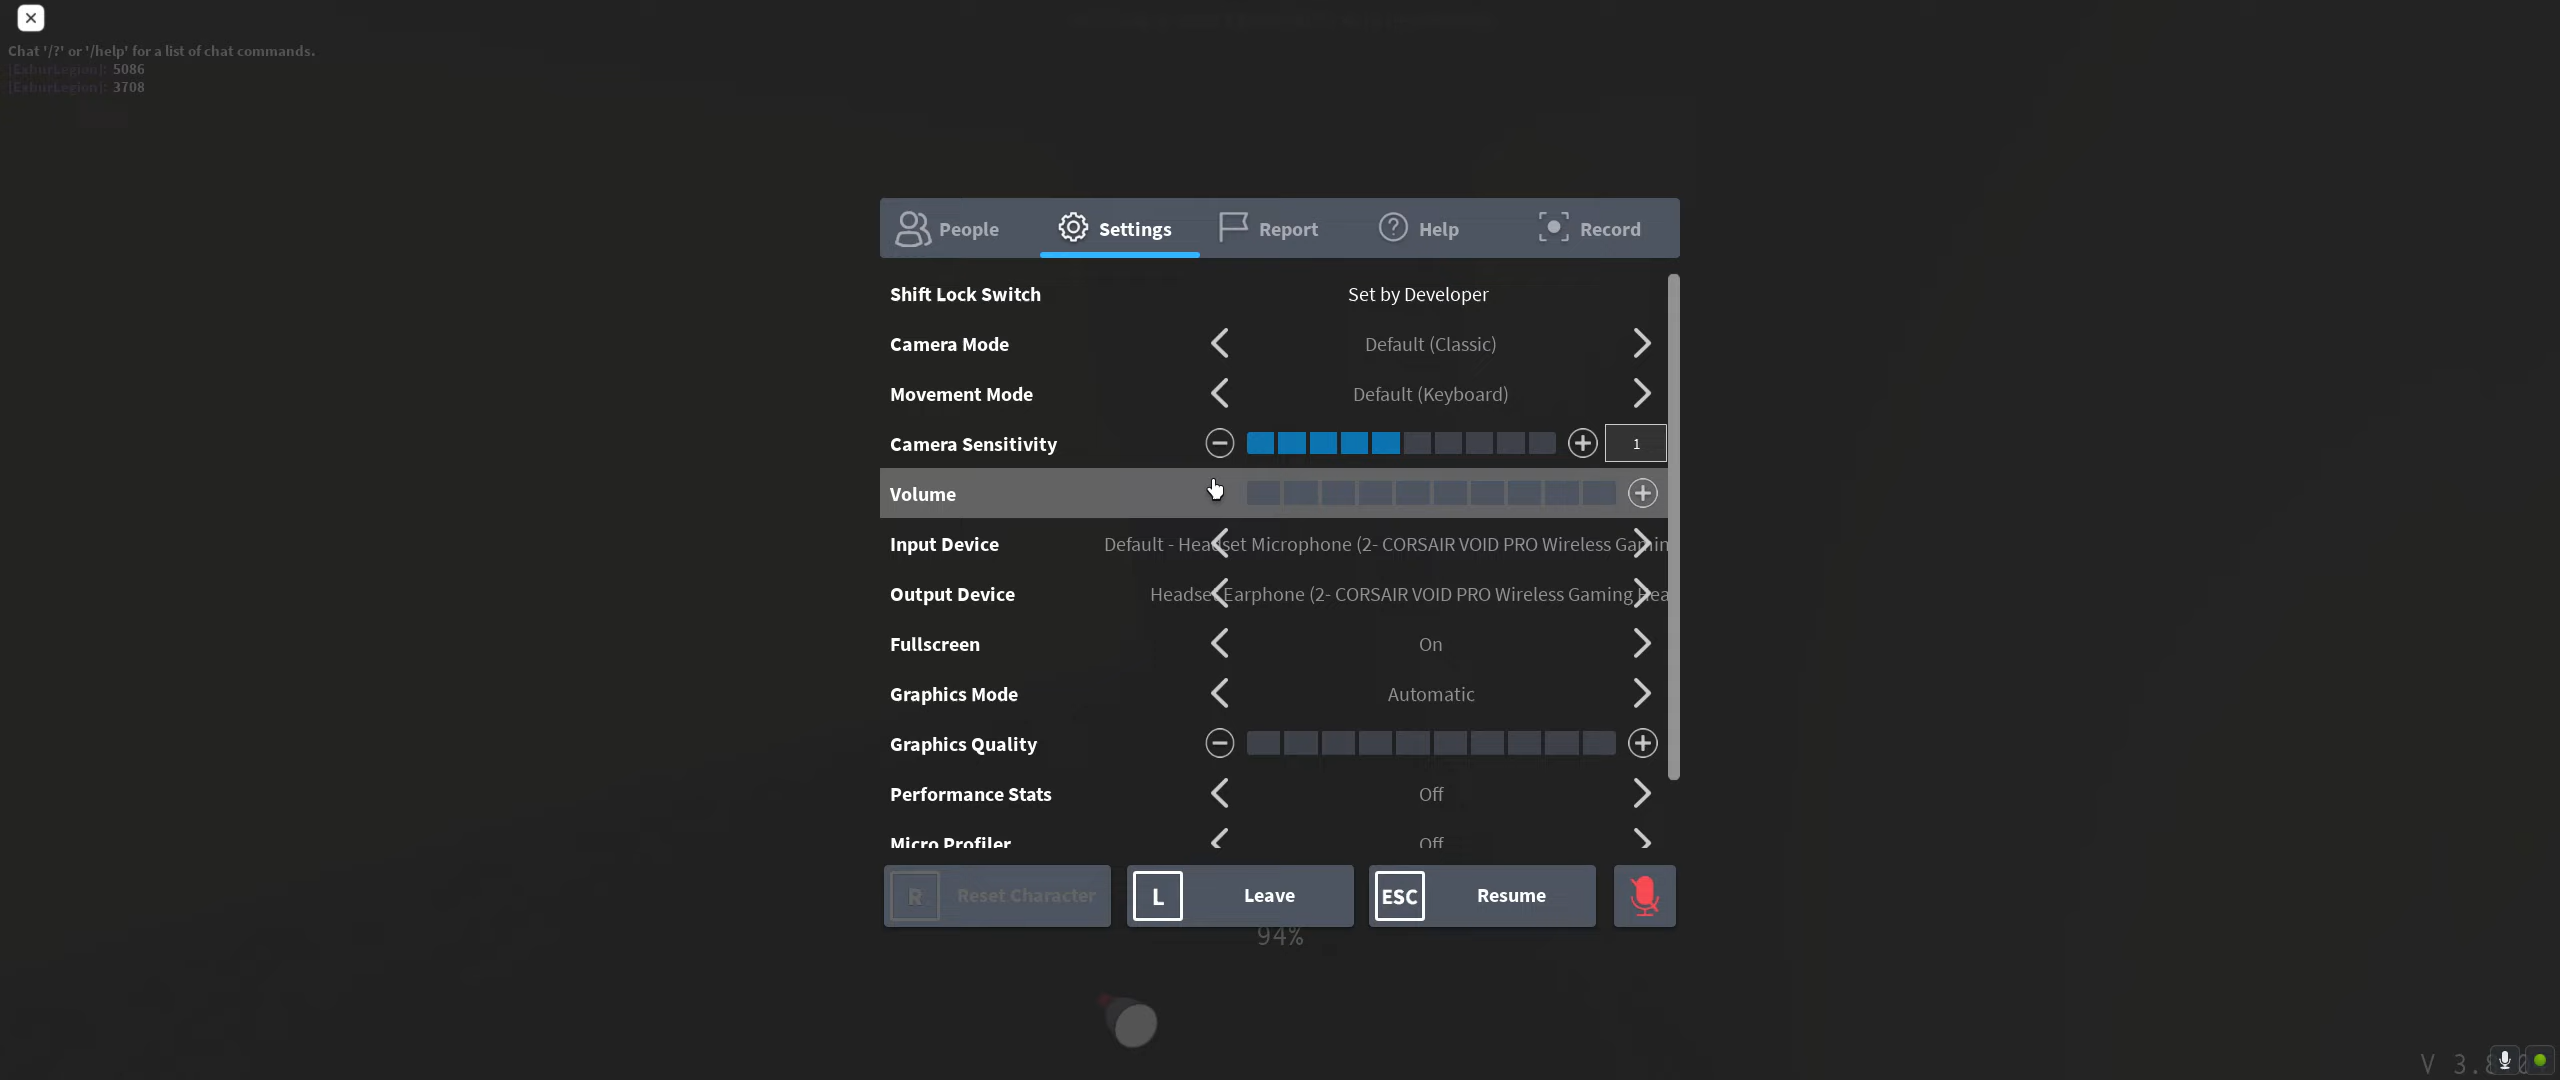 Chat '/?' or '/help' for a list of chat commands.
[ExburLegion]: 5086
[ExburLegion]: 3708
People Settings Report Help Record
Shift Lock Switch Set by Developer
Camera Mode Default (Classic)
Movement Mode Default (Keyboard)
Camera Sensitivity 1
Volume
Input Device Default - Headset Microphone (2- CORSAIR VOID PRO Wireless Gamin
Output Device Headset Earphone (2- CORSAIR VOID PRO Wireless Gaming Hea
Fullscreen On
Graphics Mode Automatic
Graphics Quality
Performance Stats Off
Micro Profiler Off
R Reset Character L Leave ESC Resume
94%
V 3.